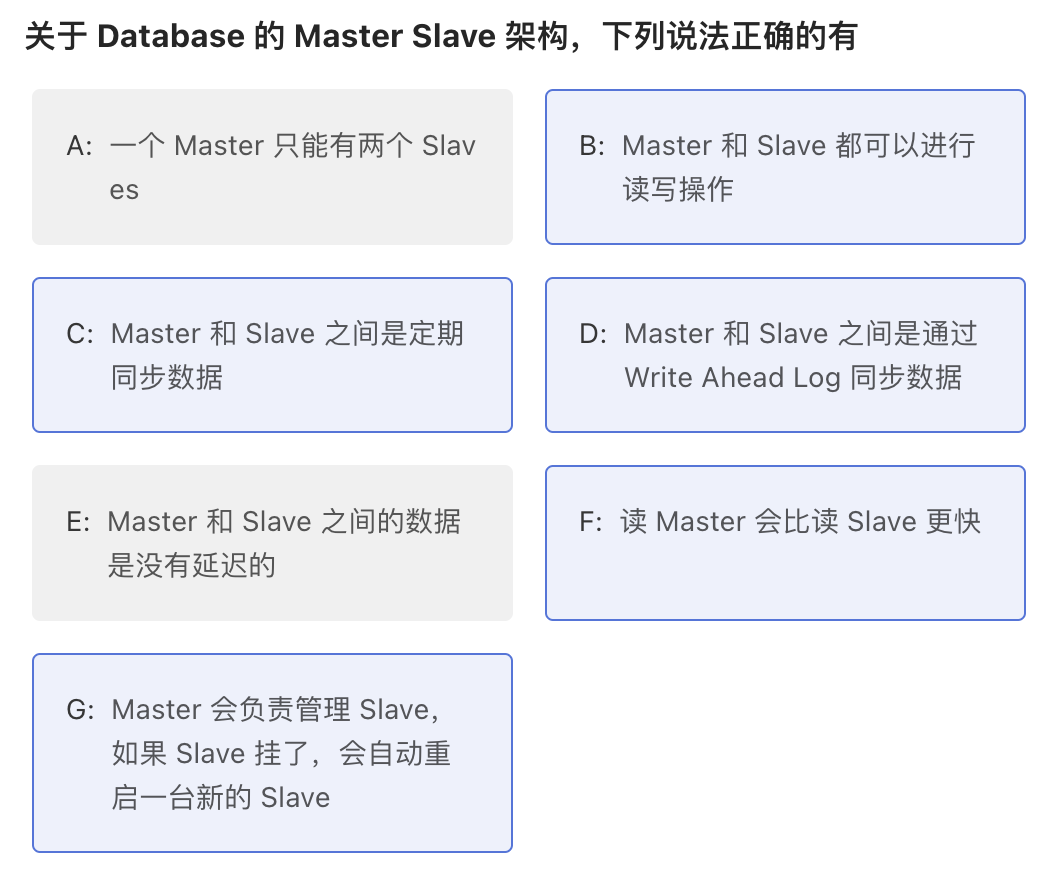 关于 Database 的 Master Slave 架构，下列说法正确的有
A: 一个 Master 只能有两个 Slav
es
B: Master 和 Slave 都可以进行
读写操作
C: Master 和 Slave 之间是定期
同步数据
D: Master 和 Slave 之间是通过
Write Ahead Log 同步数据
E: Master 和 Slave 之间的数据
是没有延迟的
F: 读 Master 会比读 Slave 更快
G: Master 会负责管理 Slave，
如果 Slave 挂了，会自动重
启一台新的 Slave